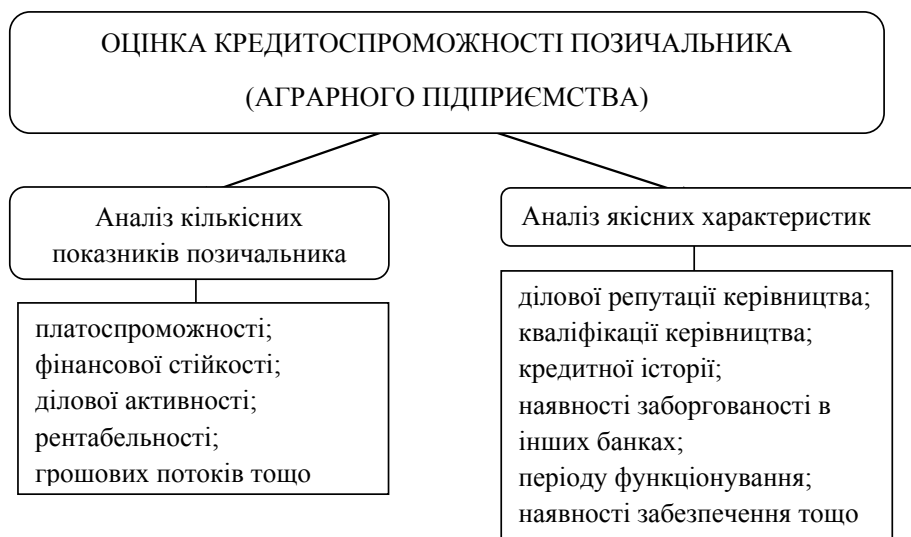 ОЦІНКА КРЕДИТОСПРОМОЖНОСТІ ПОЗИЧАЛЬНИКА
(АГРАРНОГО ПІДПРИЄМСТВА)
Аналіз кількісних
показників позичальника
платоспроможності;
фінансової стійкості;
ділової активності;
рентабельності;
грошових потоків тощо
Аналіз якісних характеристик
ділової репутації керівництва;
кваліфікації керівництва;
кредитної історії;
наявності заборгованості в
інших банках;
періоду функціонування;
наявності забезпечення тощо